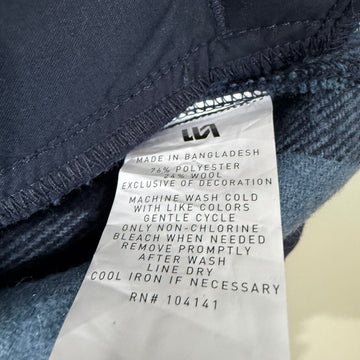 MADE IN BANGLADESH
76% POLYESTER
24% WOOL
EXCLUSIVE OF DECORATION
MACHINE WASH COLD
WITH LIKE COLORS
GENTLE CYCLE
ONLY NON-CHLORINE
BLEACH WHEN NEEDED
REMOVE PROMPTLY
AFTER WASH
LINE DRY
COOL IRON IF NECESSARY
RN# 104141